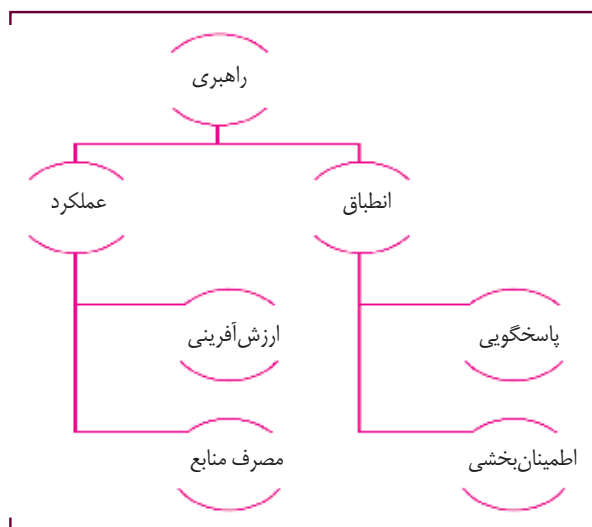 راهبری
انطباق
عملکرد
پاسخگویی
ارزش‌آفرینی
اطمینان‌بخشی
مصرف منابع